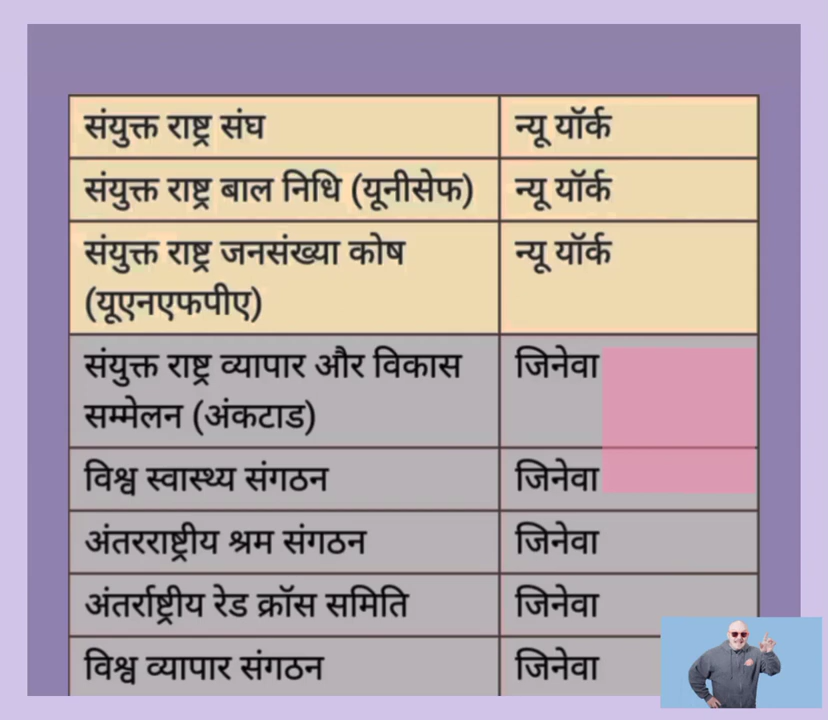 संयुक्त राष्ट्र संघ न्यू यॉर्क
संयुक्त राष्ट्र बाल निधि (यूनीसेफ) न्यू यॉर्क
संयुक्त राष्ट्र जनसंख्या कोष न्यू यॉर्क
(यूएनएफपीए)
संयुक्त राष्ट्र व्यापार और विकास जिनेवा
सम्मेलन (अंकटाड)
विश्व स्वास्थ्य संगठन जिनेवा
अंतरराष्ट्रीय श्रम संगठन जिनेवा
अंतर्राष्ट्रीय रेड क्रॉस समिति जिनेवा
विश्व व्यापार संगठन जिनेवा